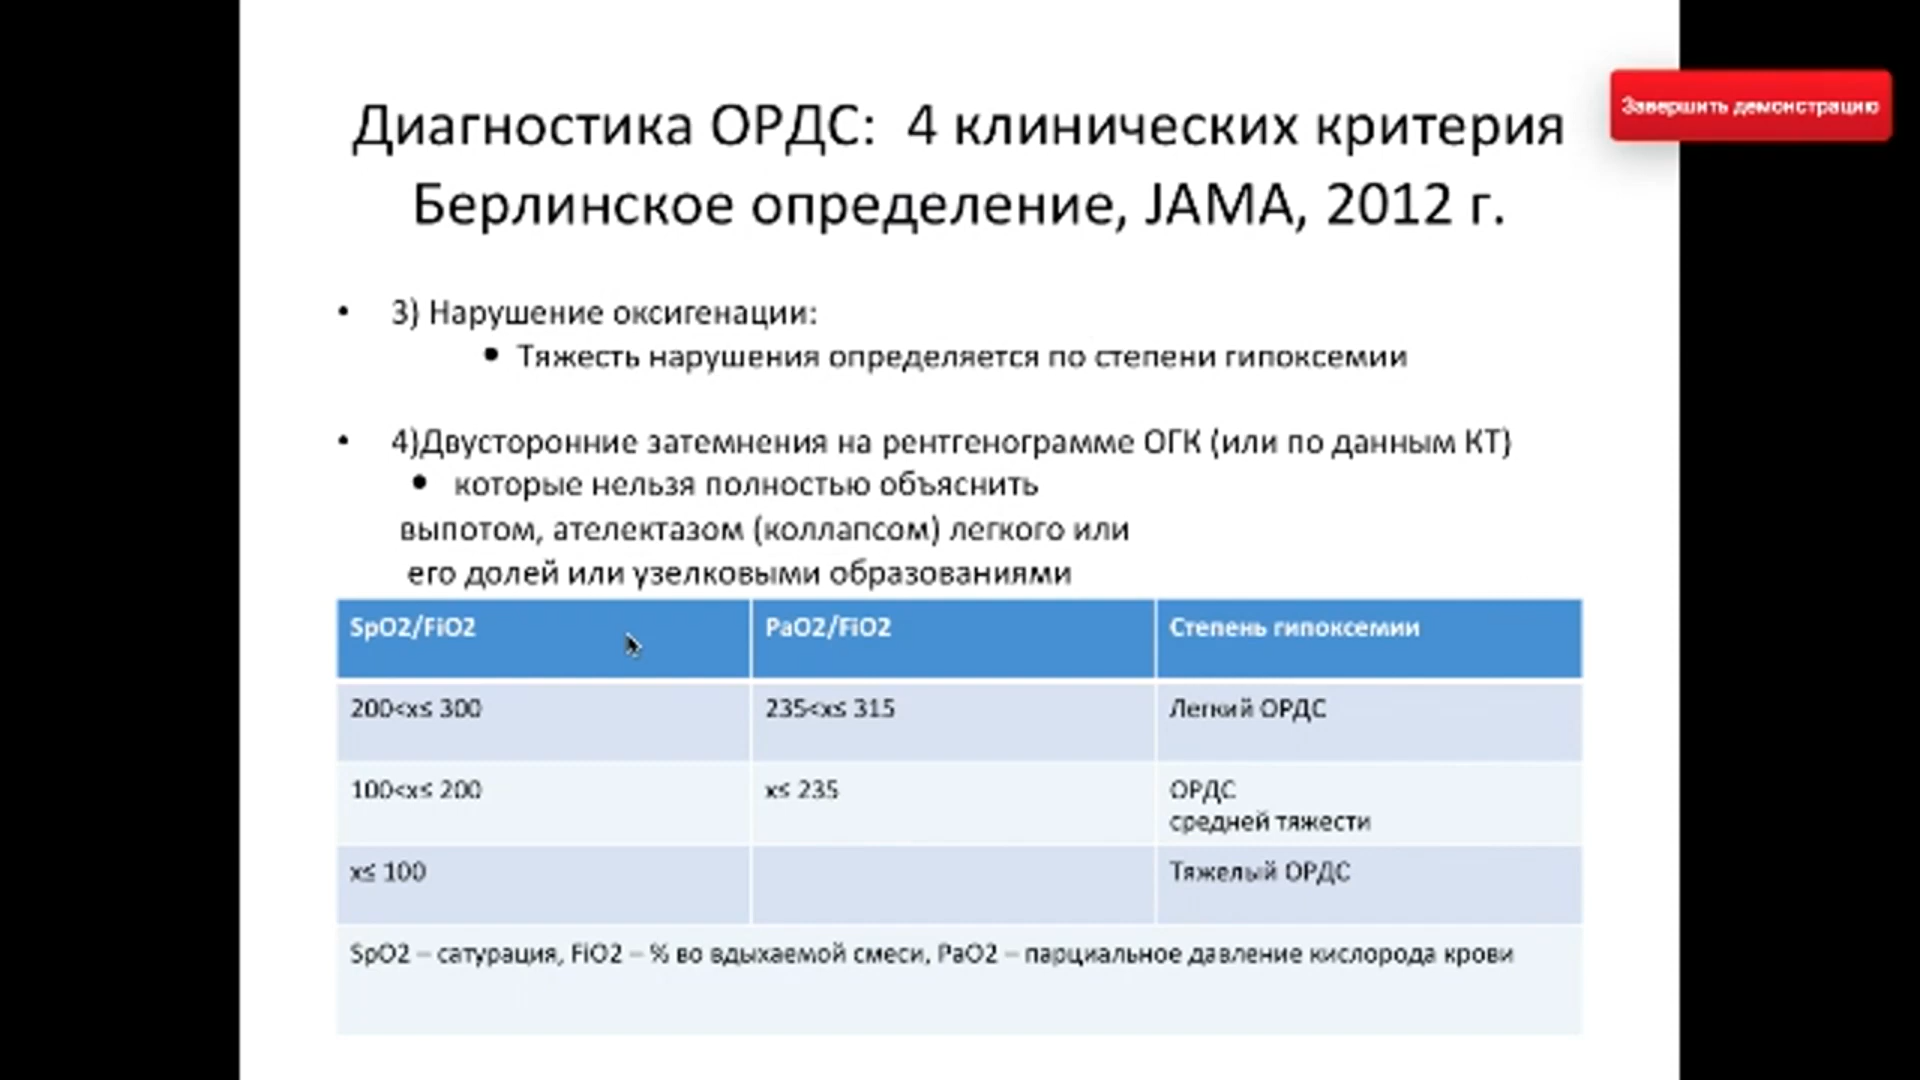 Диагностика ОРДС: 4 клинических критерия
Берлинское определение, JAMA, 2012 г.
Завершить демонстрацию
• 3) Нарушение оксигенации:
• Тяжесть нарушения определяется по степени гипоксемии
• 4)Двусторонние затемнения на рентгенограмме ОГК (или по данным КТ)
• которые нельзя полностью объяснить
выпотом, ателектазом (коллапсом) легкого или
его долей или узелковыми образованиями
SpO2/FiO2 PaO2/FiO2 Степень гипоксемии
200<x≤ 300 235<x≤ 315 Легкий ОРДС
100<x≤ 200 x≤ 235 ОРДС
средней тяжести
x≤ 100 Тяжелый ОРДС
SpO2 – сатурация, FiO2 – % во вдыхаемой смеси, PaO2 – парциальное давление кислорода крови